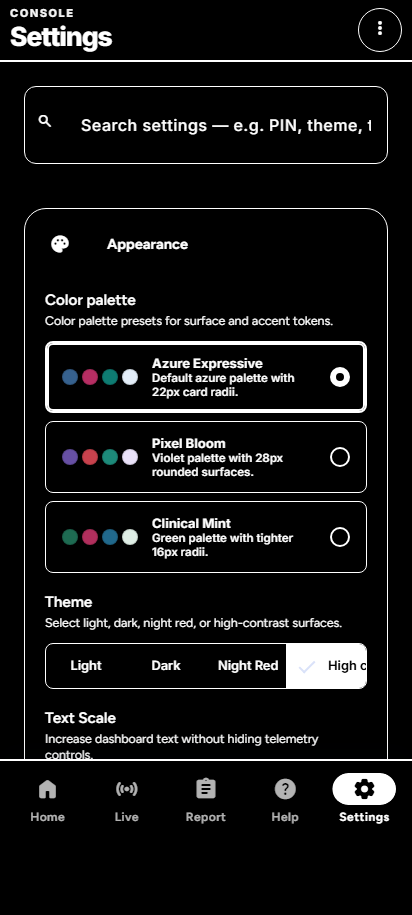 CONSOLE
Settings
Search settings — e.g. PIN, theme, t
Appearance
Color palette
Color palette presets for surface and accent tokens.
Azure Expressive
Default azure palette with
22px card radii.
Pixel Bloom
Violet palette with 28px
rounded surfaces.
Clinical Mint
Green palette with tighter
16px radii.
Theme
Select light, dark, night red, or high-contrast surfaces.
Light Dark Night Red High c
Text Scale
Increase dashboard text without hiding telemetry
controls.
Home Live Report Help Settings